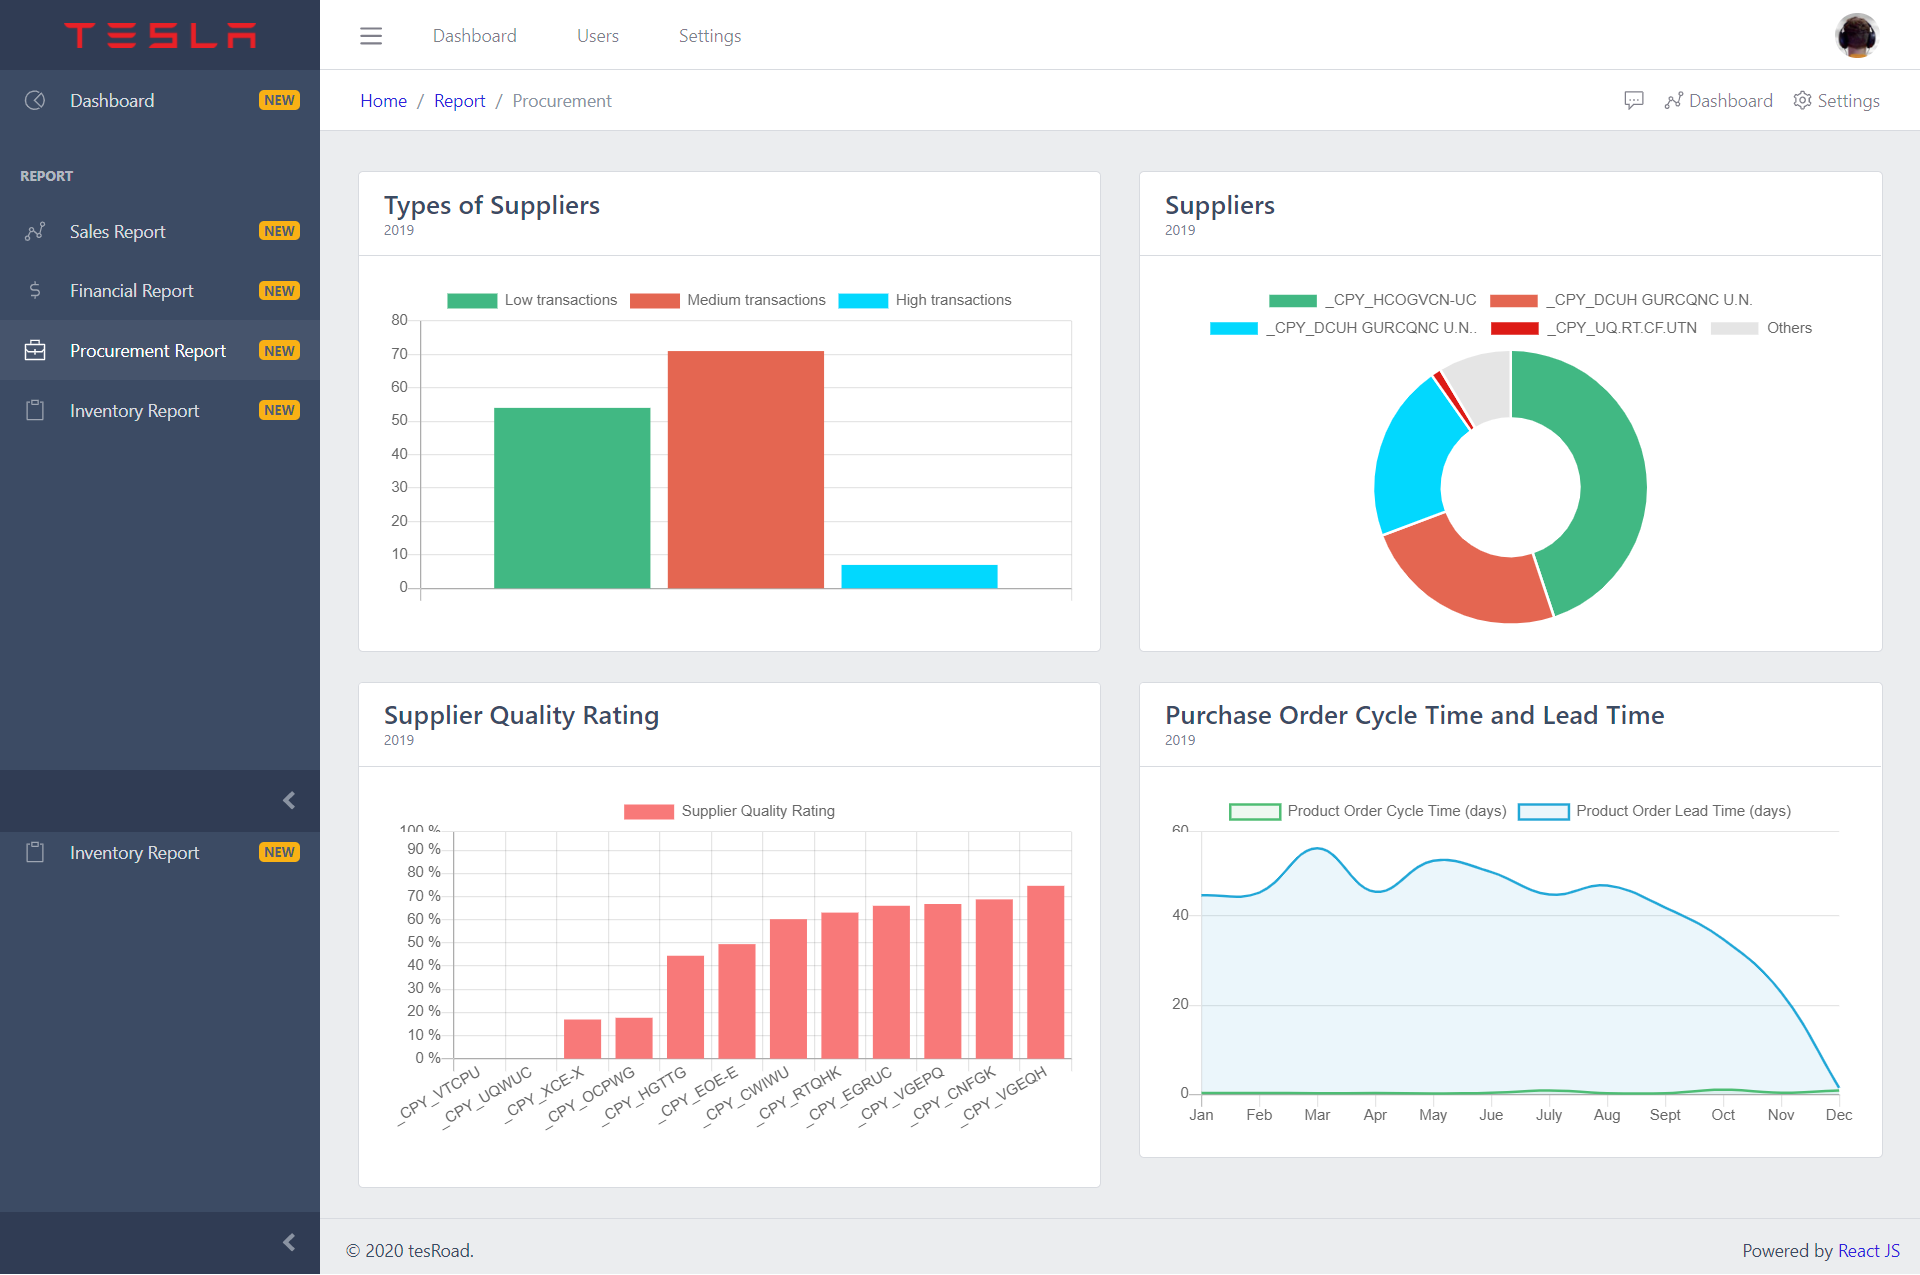 TESLA
Dashboard Users Settings
Dashboard NEW
Home / Report / Procurement
Dashboard Settings
REPORT
Sales Report NEW
Financial Report NEW
Procurement Report NEW
Inventory Report NEW
Inventory Report NEW
Types of Suppliers
2019
Low transactions Medium transactions High transactions
80
70
60
50
40
30
20
10
0
Suppliers
2019
_CPY_HCOGVCN-UC _CPY_DCUH GURCQNC U.N.
_CPY_DCUH GURCQNC U.N.. _CPY_UQ.RT.CF.UTN Others
Supplier Quality Rating
2019
Supplier Quality Rating
100 %
90 %
80 %
70 %
60 %
50 %
40 %
30 %
20 %
10 %
0 %
_CPY_VTCPU
_CPY_UQWUC
_CPY_XCE-X
_CPY_OCPWG
_CPY_HGTTG
_CPY_EOE-E
_CPY_CWIWU
_CPY_RTQHK
_CPY_EGRUC
_CPY_VGEPQ
_CPY_CNFGK
_CPY_VGEQH
Purchase Order Cycle Time and Lead Time
2019
Product Order Cycle Time (days) Product Order Lead Time (days)
60
40
20
0
Jan Feb Mar Apr May Jue July Aug Sept Oct Nov Dec
© 2020 tesRoad.
Powered by React JS